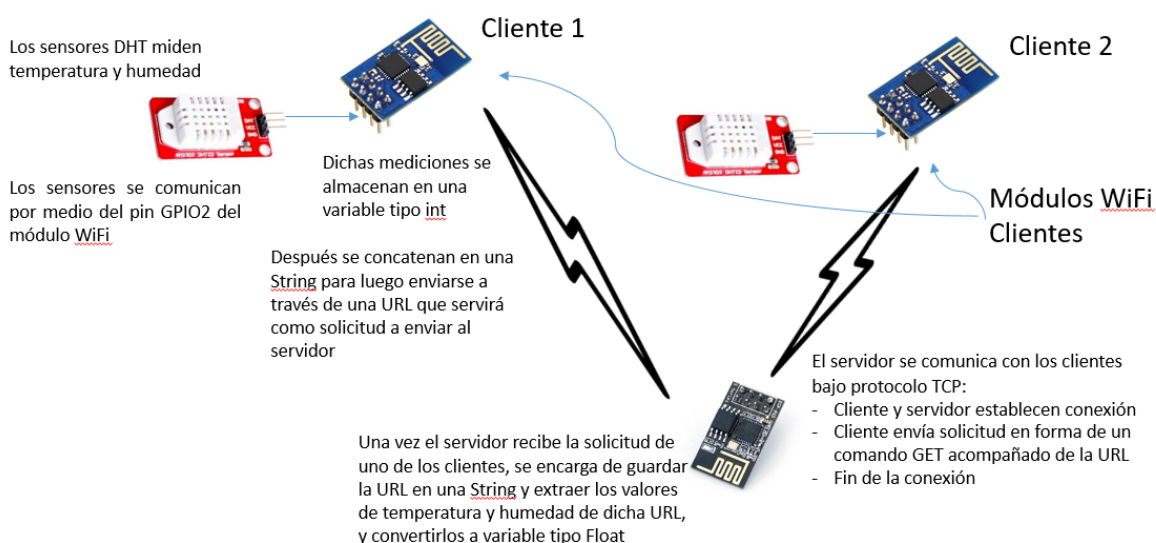 Cliente 1
Cliente 2
Los sensores DHT miden
temperatura y humedad
DHT
VCC
GND
Los sensores se comunican
por medio del pin GPIO2 del
módulo WiFi
Dichas mediciones se
almacenan en una
variable tipo int
Módulos WiFi
Clientes
Después se concatenan en una
String para luego enviarse a
través de una URL que servirá
como solicitud a enviar al
servidor
El servidor se comunica con los clientes
bajo protocolo TCP:
- Cliente y servidor establecen conexión
- Cliente envía solicitud en forma de un
comando GET acompañado de la URL
- Fin de la conexión
Una vez el servidor recibe la solicitud de
uno de los clientes, se encarga de guardar
la URL en una String y extraer los valores
de temperatura y humedad de dicha URL,
y convertirlos a variable tipo Float